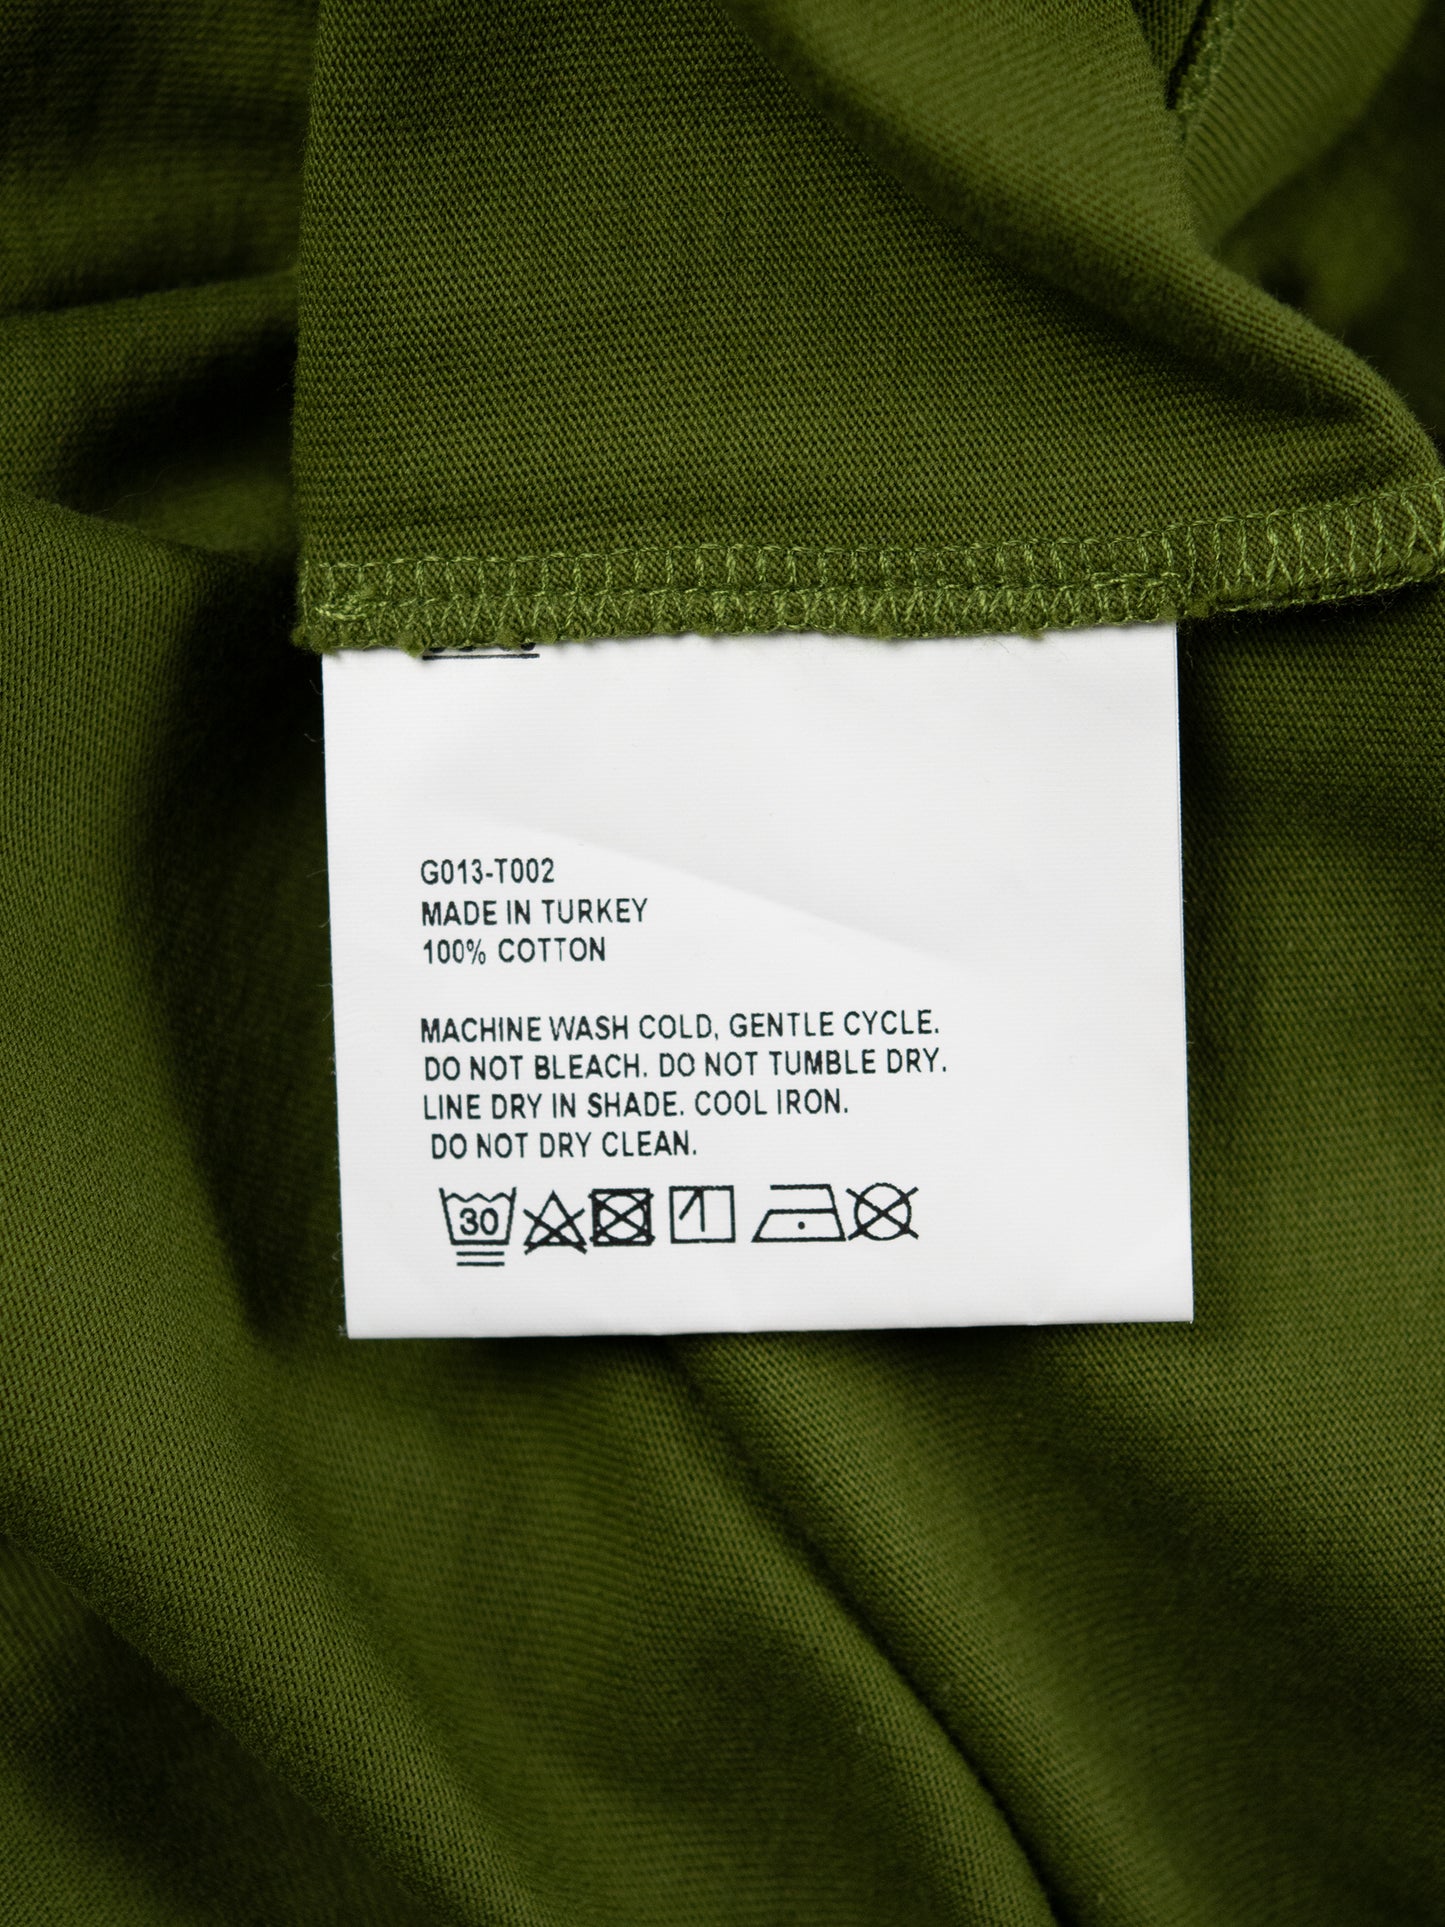 G013-T002
MADE IN TURKEY
100% COTTON
MACHINE WASH COLD, GENTLE CYCLE.
DO NOT BLEACH. DO NOT TUMBLE DRY.
LINE DRY IN SHADE. COOL IRON.
DO NOT DRY CLEAN.
30